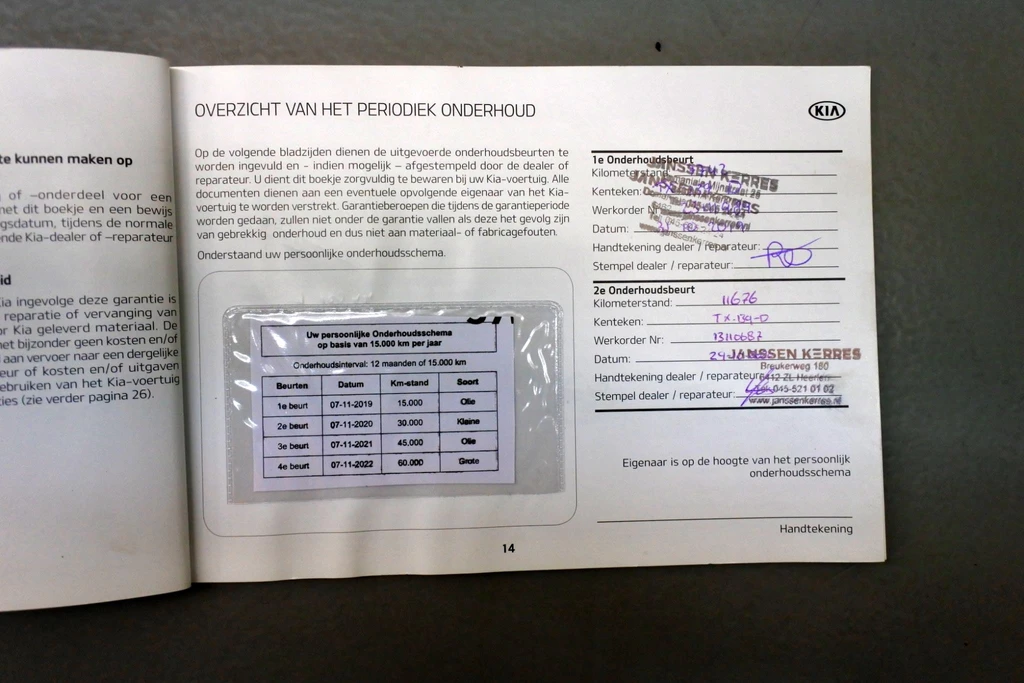 te kunnen maken op
of –onderdeel voor een
met dit boekje en een bewijs
gsdatum, tijdens de normale
nde Kia-dealer of –reparateur
id
ia ingevolge deze garantie is
reparatie of vervanging van
or Kia geleverd materiaal. De
met bijzonder geen kosten en/of
aan vervoer naar een dergelijke
eur of kosten en/of uitgaven
ebruiken van het Kia-voertuig
ties (zie verder pagina 26).
OVERZICHT VAN HET PERIODIEK ONDERHOUD
KIA
Op de volgende bladzijden dienen de uitgevoerde onderhoudsbeurten te
worden ingevuld en - indien mogelijk – afgestempeld door de dealer of
reparateur. U dient dit boekje zorgvuldig te bewaren bij uw Kia-voertuig. Alle
documenten dienen aan een eventuele opvolgende eigenaar van het Kia-
voertuig te worden verstrekt. Garantieberoepen die tijdens de garantieperiode
worden gedaan, zullen niet onder de garantie vallen als deze het gevolg zijn
van gebrekkig onderhoud en dus niet aan materiaal- of fabricagefouten.
Onderstaand uw persoonlijke onderhoudsschema.
Uw persoonlijke Onderhoudsschema
op basis van 15.000 km per jaar
Onderhoudsinterval: 12 maanden of 15.000 km
Beurten Datum Km-stand Soort
1e beurt 07-11-2019 15.000 Olie
2e beurt 07-11-2020 30.000 Kleine
3e beurt 07-11-2021 45.000 Olie
4e beurt 07-11-2022 60.000 Grote
1e Onderhoudsbeurt
Kilometerstand:
Kenteken:
Werkorder Nr:
Datum:
Handtekening dealer / reparateur:
Stempel dealer / reparateur:
JANSSEN KERRES
2e Onderhoudsbeurt
Kilometerstand: 11676
Kenteken: TX-139-D
Werkorder Nr: 13110687
Datum: 24
Handtekening dealer / reparateur:
Stempel dealer / reparateur:
JANSSEN KERRES
Breukerweg 180
6412 ZL Heerlen
045-521 01 02
www.janssenkerres.nl
Eigenaar is op de hoogte van het persoonlijk
onderhoudsschema
Handtekening
14